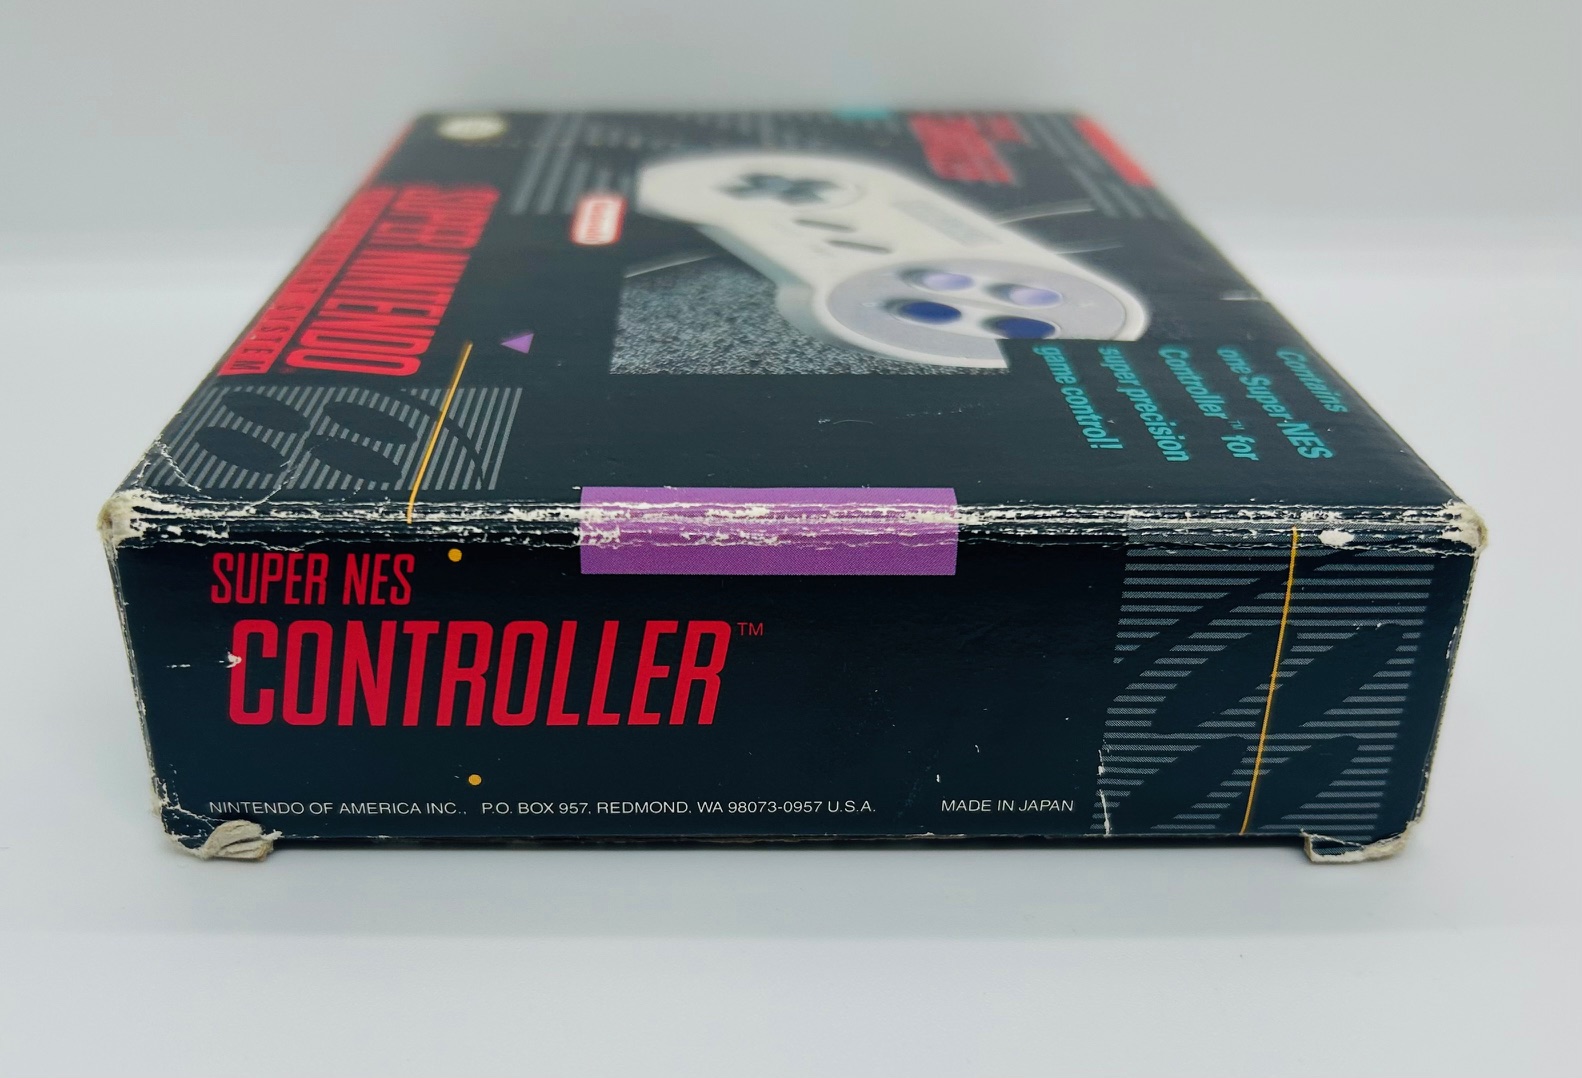 SUPER NINTENDO
ENTERTAINMENT SYSTEM
Nintendo
Contains
one Super NES
Controller™ for
super precision
game control!
SUPER NES
CONTROLLER™
NINTENDO OF AMERICA INC., P.O. BOX 957, REDMOND, WA 98073-0957 U.S.A.
MADE IN JAPAN